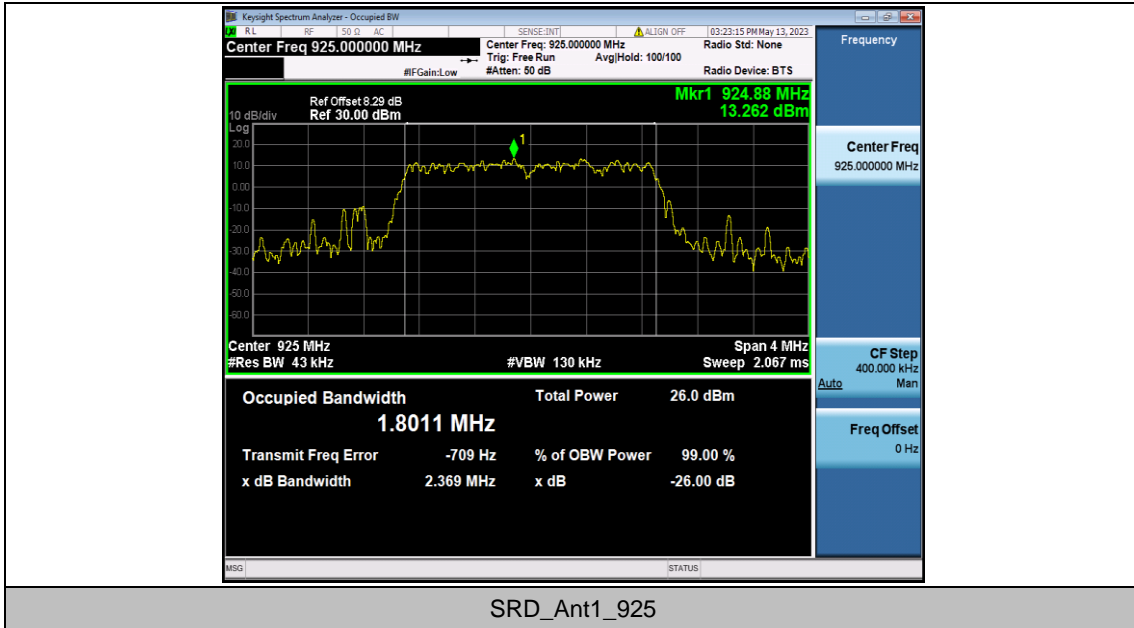 Keysight Spectrum Analyzer - Occupied BW
RL RF 50 Ω AC SENSE:INT ALIGN OFF 03:23:15 PM May 13, 2023
Center Freq 925.000000 MHz Center Freq: 925.000000 MHz Radio Std: None
Trig: Free Run Avg|Hold: 100/100
#IFGain:Low #Atten: 50 dB Radio Device: BTS
Frequency
Mkr1 924.88 MHz
13.262 dBm
Ref Offset 8.29 dB
10 dB/div Ref 30.00 dBm
Log
1
20.0
10.0
0.00
-10.0
-20.0
-30.0
-40.0
-50.0
-60.0
Center 925 MHz Span 4 MHz
#Res BW 43 kHz #VBW 130 kHz Sweep 2.067 ms
Center Freq
925.000000 MHz
CF Step
400.000 kHz
Auto Man
Freq Offset
0 Hz
Occupied Bandwidth Total Power 26.0 dBm
1.8011 MHz
Transmit Freq Error -709 Hz % of OBW Power 99.00 %
x dB Bandwidth 2.369 MHz x dB -26.00 dB
MSG STATUS
SRD_Ant1_925